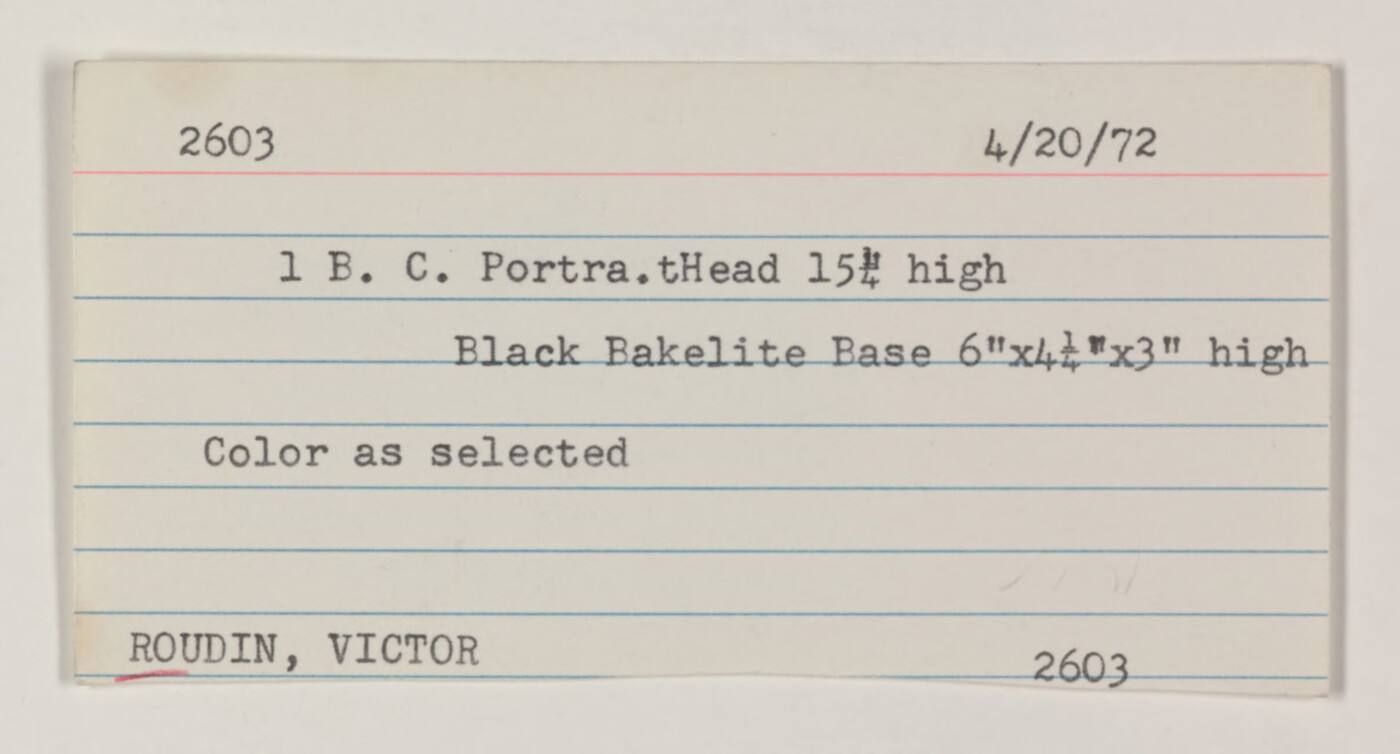 2603 4/20/72
1 B. C. Portra.tHead 15¼ high
Black Bakelite Base 6"x4¼"x3" high
Color as selected
ROUDIN, VICTOR 2603